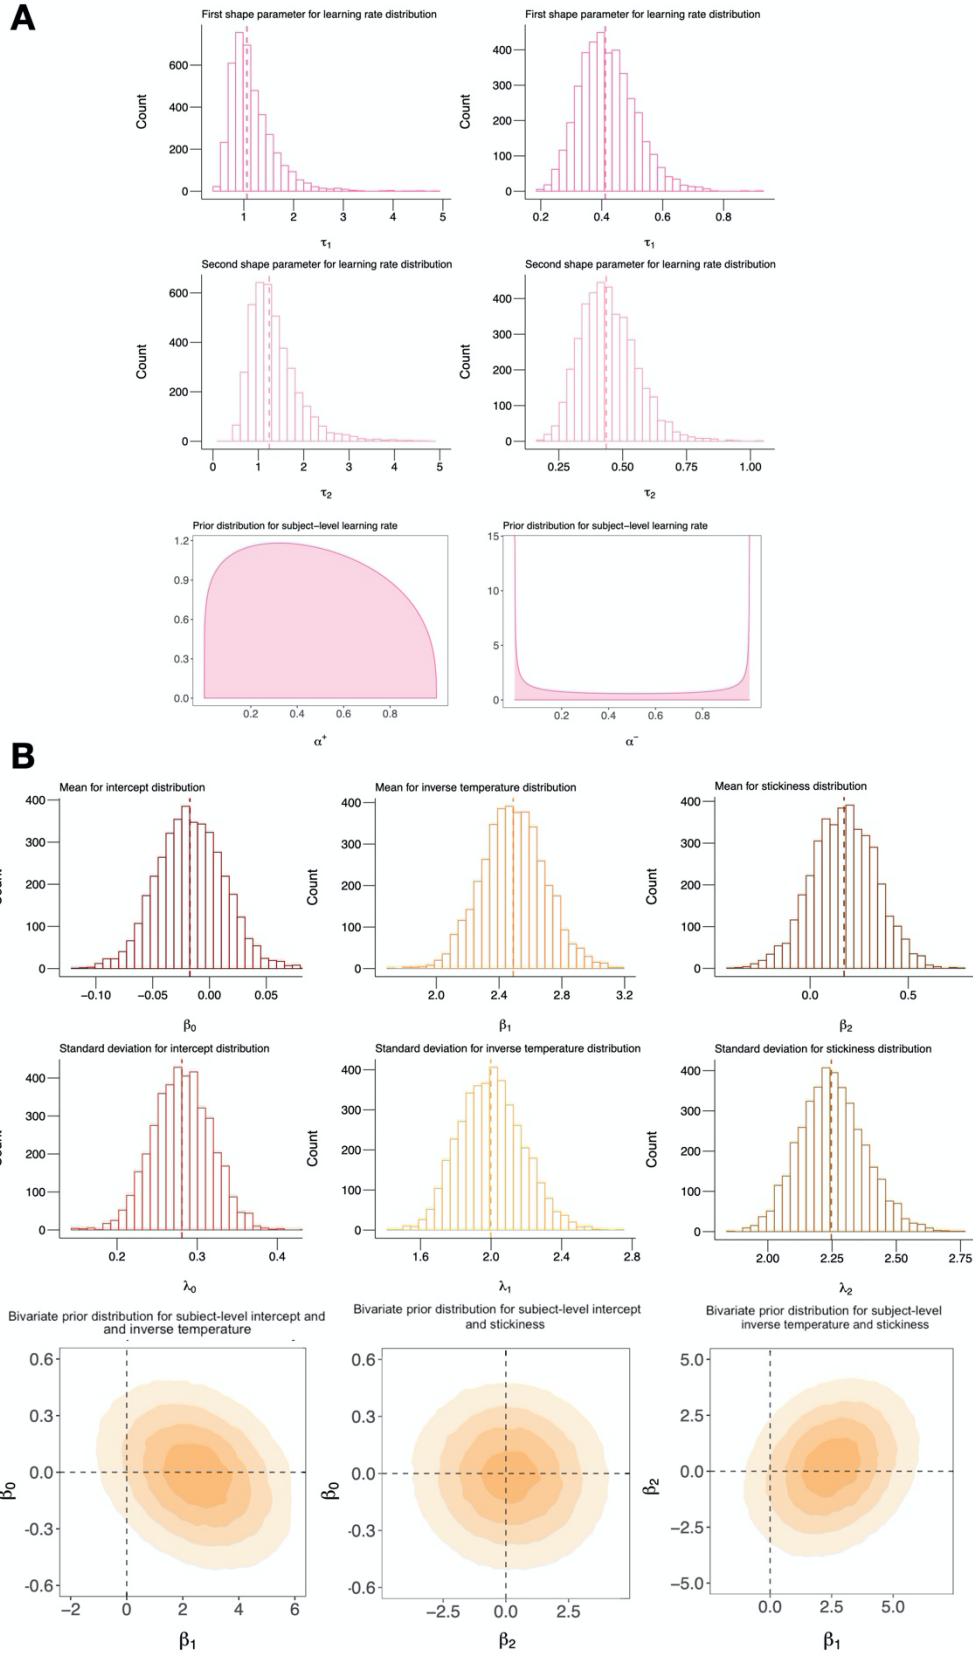 A
First shape parameter for learning rate distribution
Count
600
400
200
0
1 2 3 4 5
τ1
First shape parameter for learning rate distribution
Count
400
300
200
100
0
0.2 0.4 0.6 0.8
τ1
Second shape parameter for learning rate distribution
Count
600
400
200
0
0 1 2 3 4 5
τ2
Second shape parameter for learning rate distribution
Count
400
300
200
100
0
0.25 0.50 0.75 1.00
τ2
Prior distribution for subject−level learning rate
1.2
0.9
0.6
0.3
0.0
0.2 0.4 0.6 0.8
α+
Prior distribution for subject−level learning rate
15
10
5
0
0.2 0.4 0.6 0.8
α−
B
Mean for intercept distribution
400
300
200
100
0
−0.10 −0.05 0.00 0.05
β0
Mean for inverse temperature distribution
Count
400
300
200
100
0
2.0 2.4 2.8 3.2
β1
Mean for stickiness distribution
Count
400
300
200
100
0
0.0 0.5
β2
Standard deviation for intercept distribution
400
300
200
100
0
0.2 0.3 0.4
λ0
Standard deviation for inverse temperature distribution
Count
400
300
200
100
0
1.6 2.0 2.4 2.8
λ1
Standard deviation for stickiness distribution
Count
400
300
200
100
0
2.00 2.25 2.50 2.75
λ2
Bivariate prior distribution for subject-level intercept and
and inverse temperature
0.6
0.3
0.0
-0.3
-0.6
β0
−2 0 2 4 6
β1
Bivariate prior distribution for subject-level intercept
and stickiness
0.6
0.3
0.0
-0.3
-0.6
β0
−2.5 0.0 2.5
β2
Bivariate prior distribution for subject-level
inverse temperature and stickiness
5.0
2.5
0.0
−2.5
−5.0
β2
0.0 2.5 5.0
β1